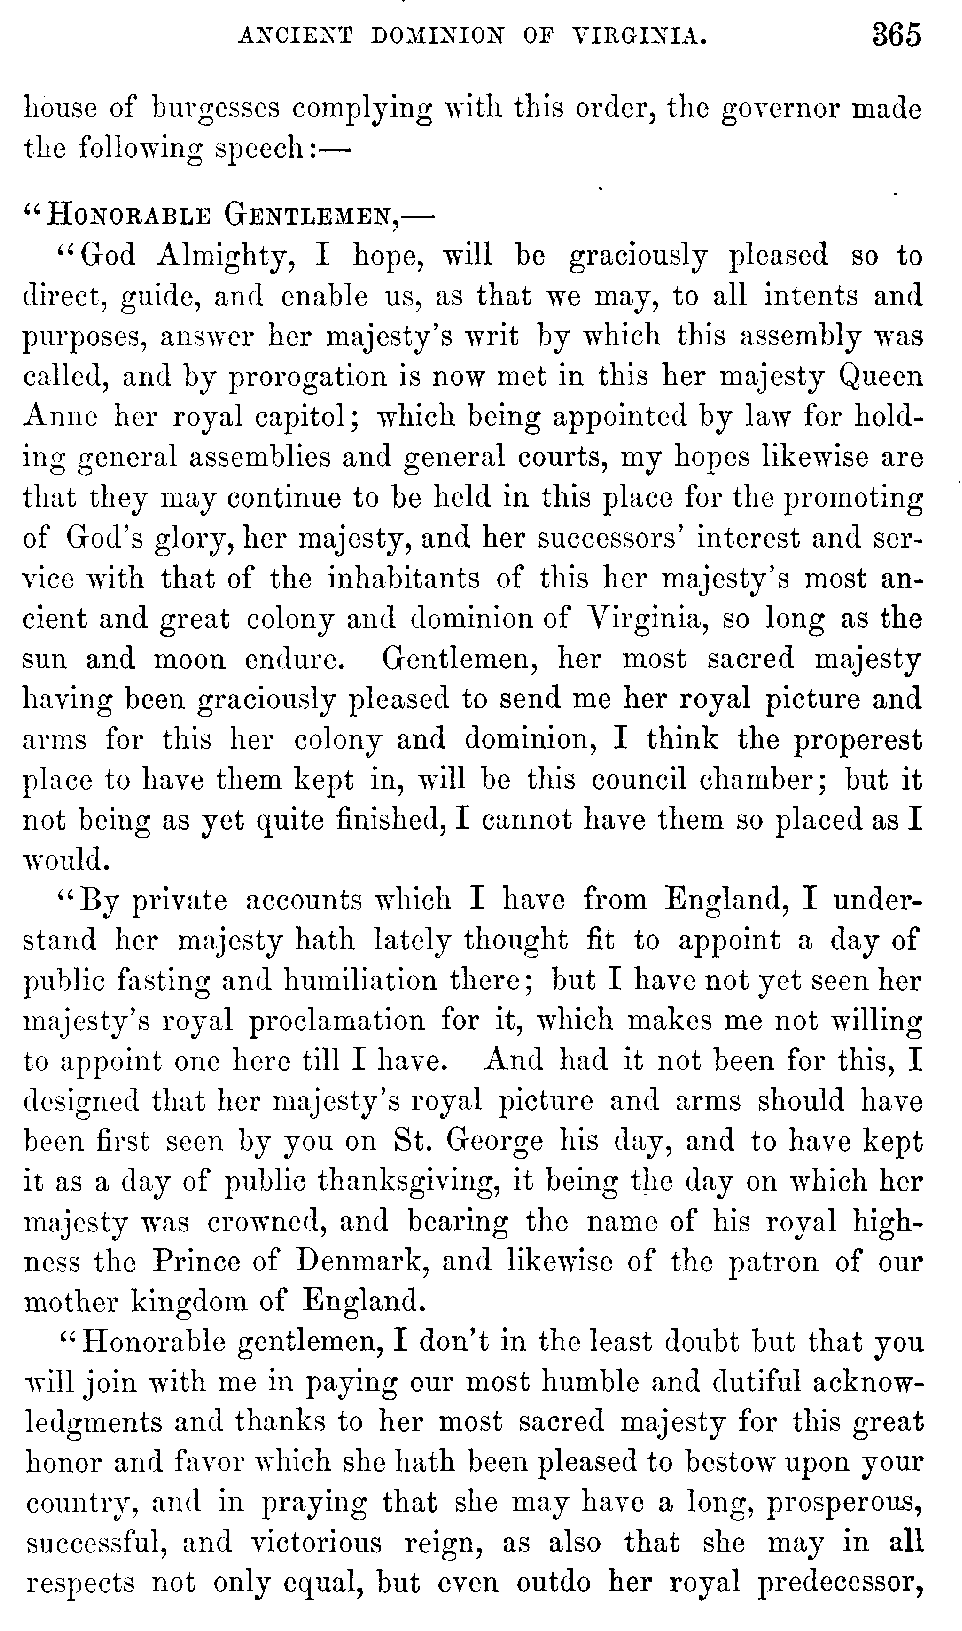 ANCIENT DOMINION OF VIRGINIA. 365
house of burgesses complying with this order, the governor made
the following speech:—
"HONORABLE GENTLEMEN,—
"God Almighty, I hope, will be graciously pleased so to
direct, guide, and enable us, as that we may, to all intents and
purposes, answer her majesty's writ by which this assembly was
called, and by prorogation is now met in this her majesty Queen
Anne her royal capitol; which being appointed by law for hold-
ing general assemblies and general courts, my hopes likewise are
that they may continue to be held in this place for the promoting
of God's glory, her majesty, and her successors' interest and ser-
vice with that of the inhabitants of this her majesty's most an-
cient and great colony and dominion of Virginia, so long as the
sun and moon endure. Gentlemen, her most sacred majesty
having been graciously pleased to send me her royal picture and
arms for this her colony and dominion, I think the properest
place to have them kept in, will be this council chamber; but it
not being as yet quite finished, I cannot have them so placed as I
would.
"By private accounts which I have from England, I under-
stand her majesty hath lately thought fit to appoint a day of
public fasting and humiliation there; but I have not yet seen her
majesty's royal proclamation for it, which makes me not willing
to appoint one here till I have. And had it not been for this, I
designed that her majesty's royal picture and arms should have
been first seen by you on St. George his day, and to have kept
it as a day of public thanksgiving, it being the day on which her
majesty was crowned, and bearing the name of his royal high-
ness the Prince of Denmark, and likewise of the patron of our
mother kingdom of England.
"Honorable gentlemen, I don't in the least doubt but that you
will join with me in paying our most humble and dutiful acknow-
ledgments and thanks to her most sacred majesty for this great
honor and favor which she hath been pleased to bestow upon your
country, and in praying that she may have a long, prosperous,
successful, and victorious reign, as also that she may in all
respects not only equal, but even outdo her royal predecessor,